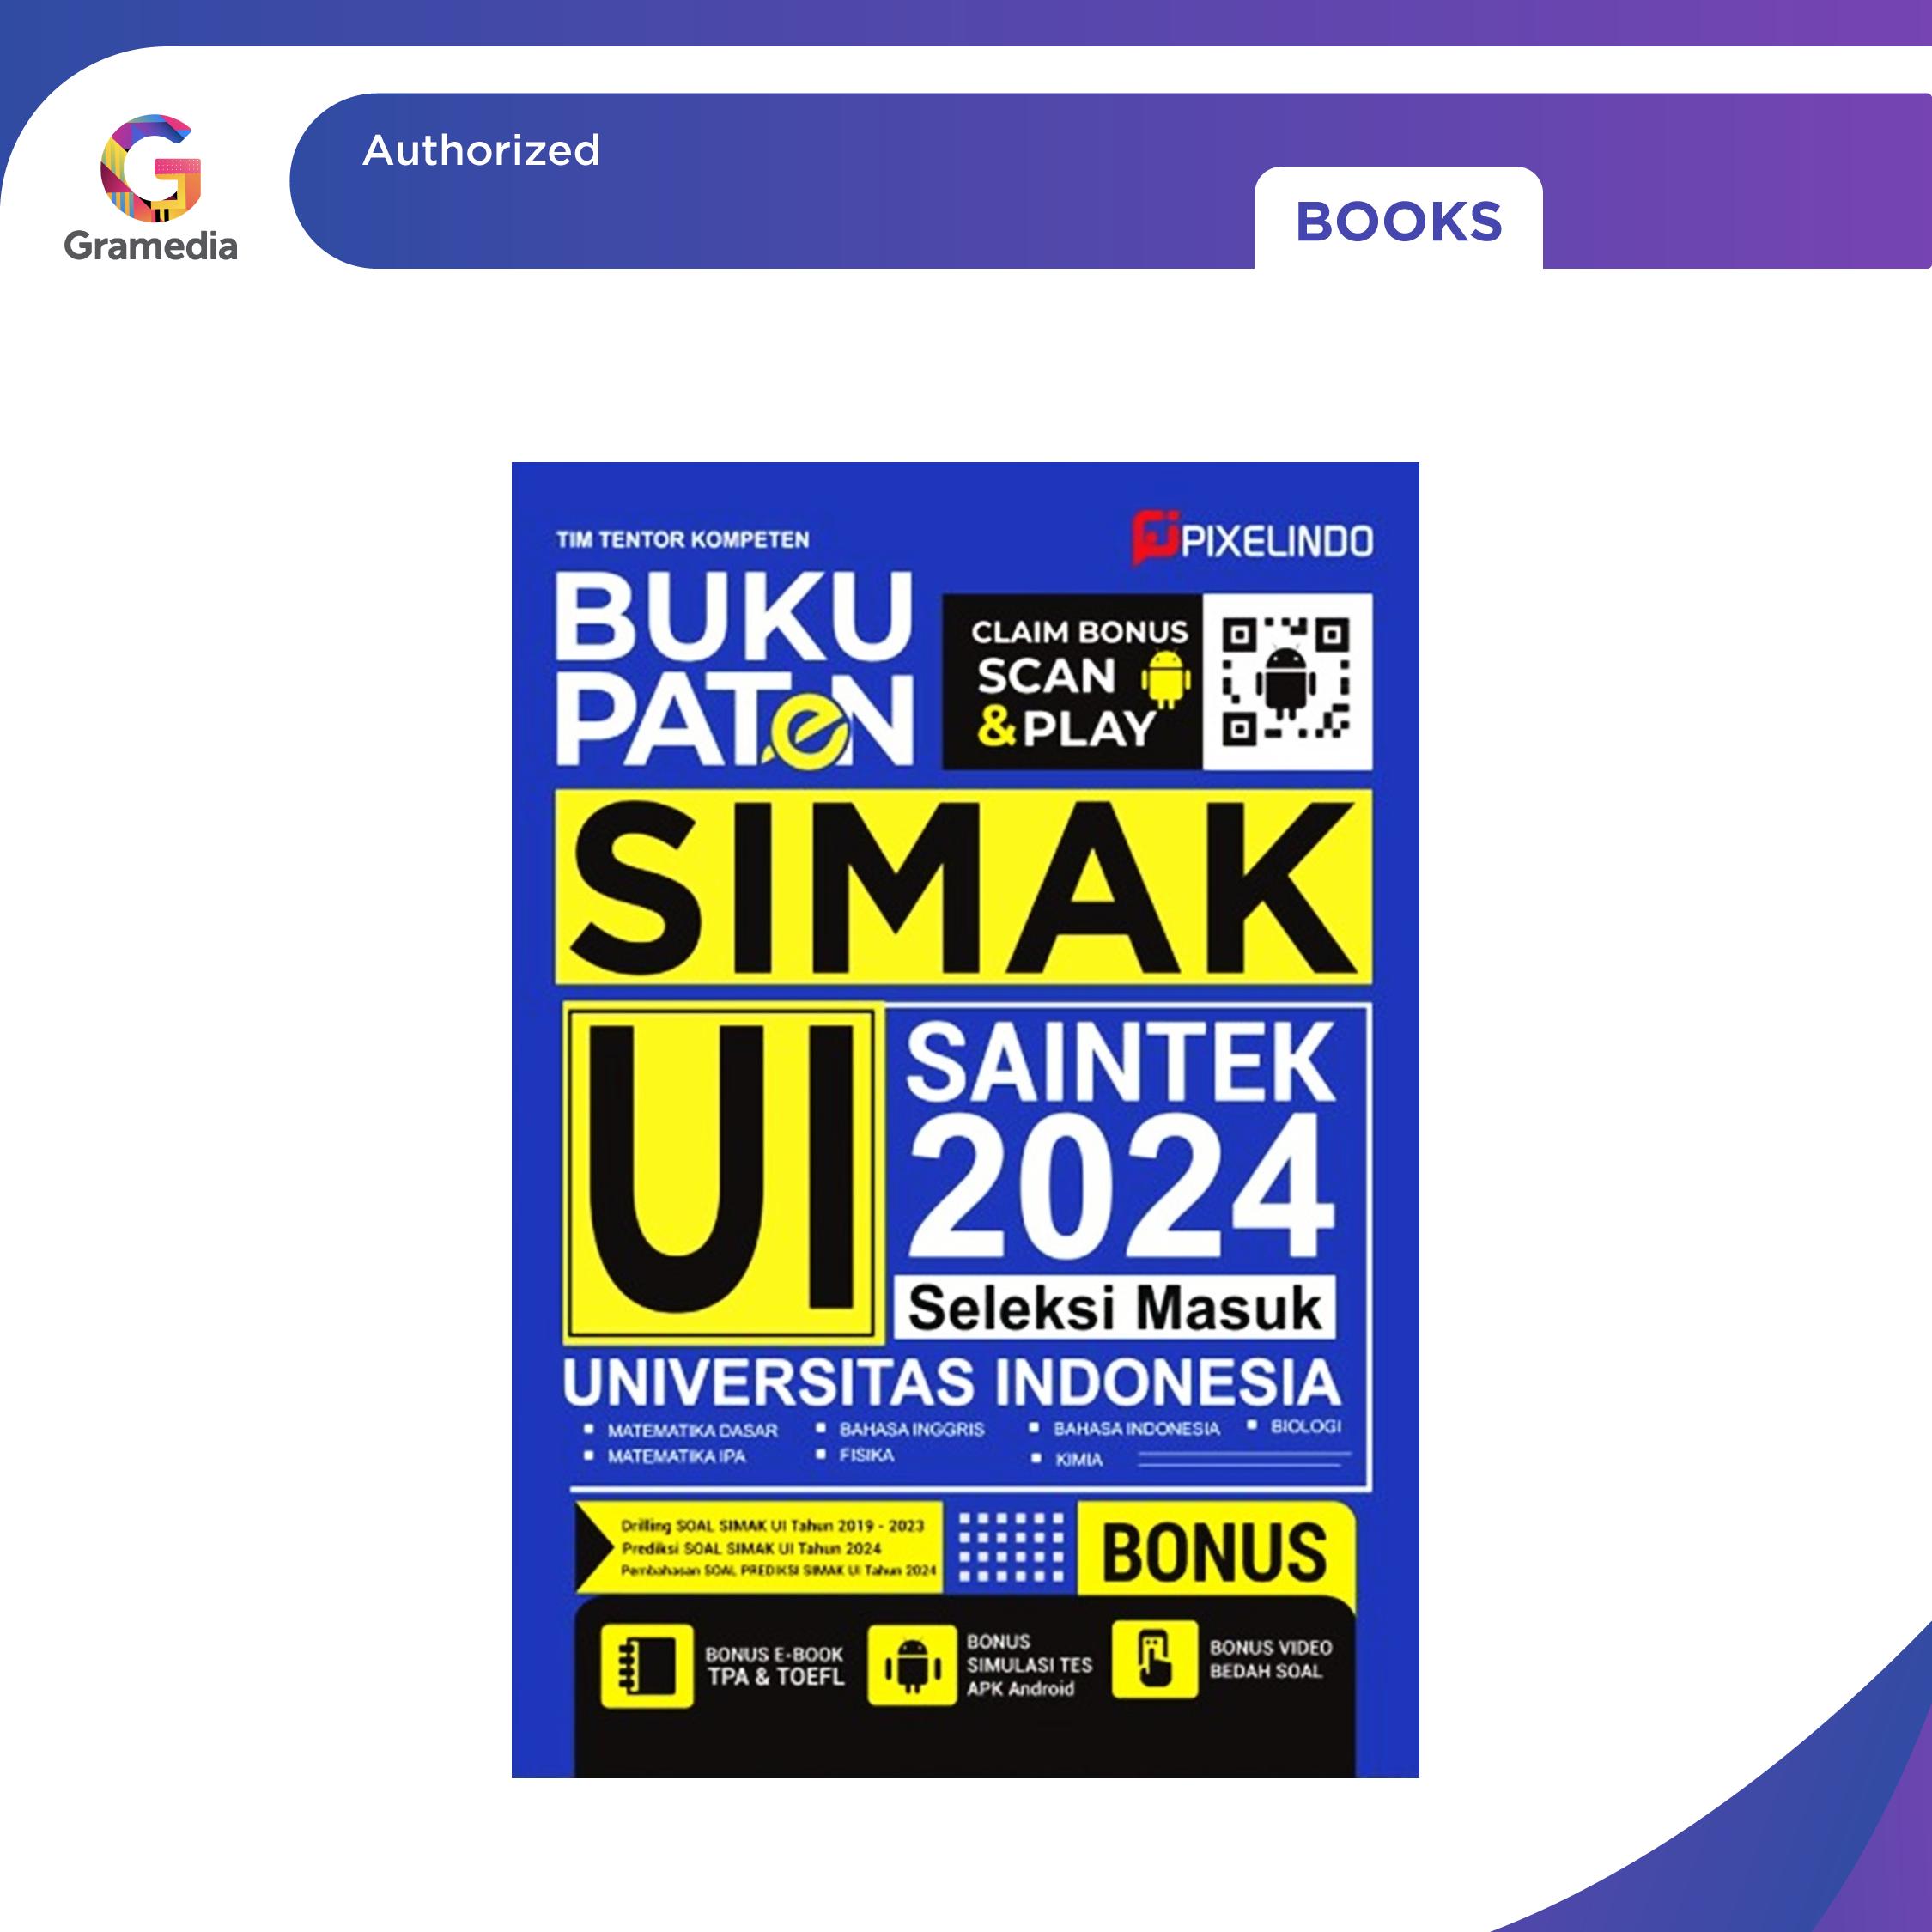 Gramedia
Authorized
BOOKS
TIM TENTOR KOMPETEN
PIXELINDO
BUKU
PATeN
CLAIM BONUS
SCAN
& PLAY
SIMAK
UI
SAINTEK
2024
Seleksi Masuk
UNIVERSITAS INDONESIA
MATEMATIKA DASAR
BAHASA INGGRIS
BAHASA INDONESIA
BIOLOGI
MATEMATIKA IPA
FISIKA
KIMIA
Drilling SOAL SIMAK UI Tahun 2019 - 2023
Prediksi SOAL SIMAK UI Tahun 2024
Pembahasan SOAL PREDIKSI SIMAK UI Tahun 2024
BONUS
BONUS E-BOOK
TPA & TOEFL
BONUS
SIMULASI TES
APK Android
BONUS VIDEO
BEDAH SOAL